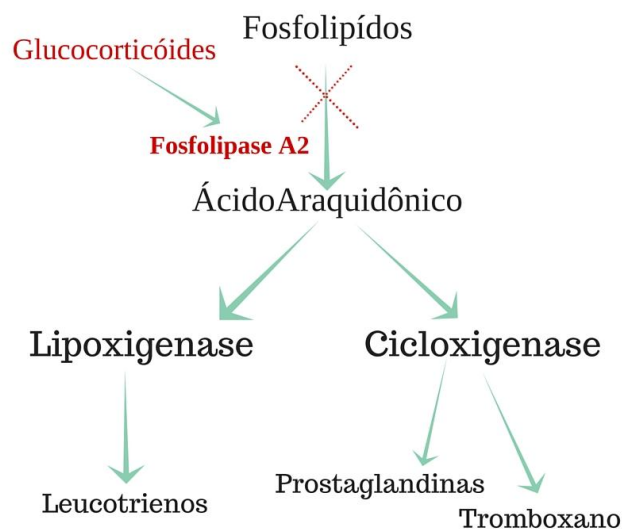 Fosfolipídos
Glucocorticóides
Fosfolipase A2
ÁcidoAraquidônico
Lipoxigenase
Cicloxigenase
Leucotrienos
Prostaglandinas
Tromboxano